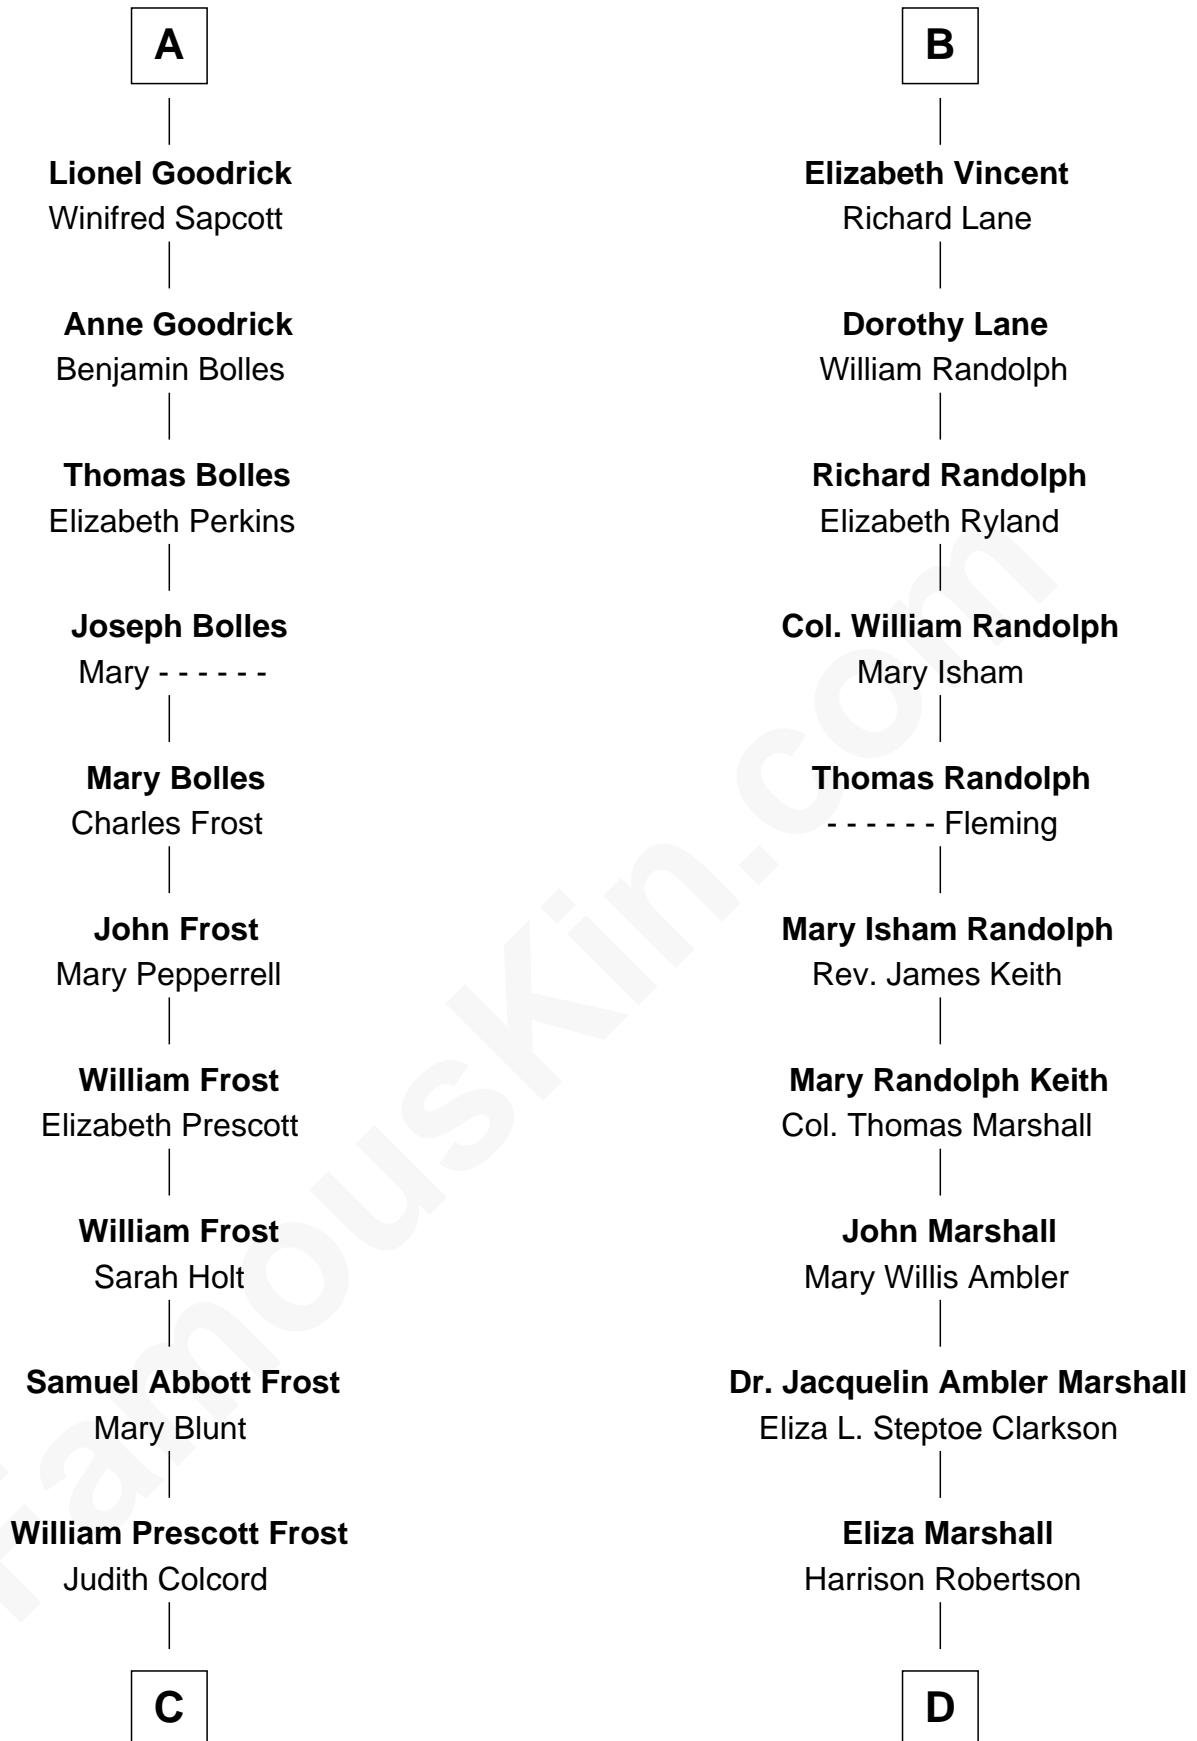 A
Lionel Goodrick
Winifred Sapcott
Anne Goodrick
Benjamin Bolles
Thomas Bolles
Elizabeth Perkins
Joseph Bolles
Mary - - - - - -
Mary Bolles
Charles Frost
John Frost
Mary Pepperrell
William Frost
Elizabeth Prescott
William Frost
Sarah Holt
Samuel Abbott Frost
Mary Blunt
William Prescott Frost
Judith Colcord
C
B
Elizabeth Vincent
Richard Lane
Dorothy Lane
William Randolph
Richard Randolph
Elizabeth Ryland
Col. William Randolph
Mary Isham
Thomas Randolph
- - - - - - Fleming
Mary Isham Randolph
Rev. James Keith
Mary Randolph Keith
Col. Thomas Marshall
John Marshall
Mary Willis Ambler
Dr. Jacquelin Ambler Marshall
Eliza L. Steptoe Clarkson
Eliza Marshall
Harrison Robertson
D
FamousKin.com